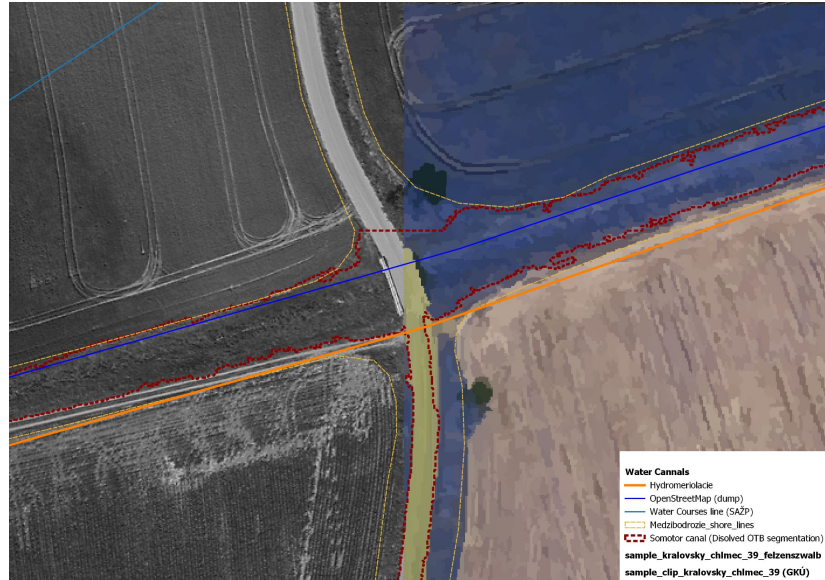 Water Cannals
Hydromeriolacie
OpenStreetMap (dump)
Water Courses line (SAŽP)
Medzibodrozie_shore_lines
Somotor canal (Disolved OTB segmentation)
sample_kralovsky_chlmec_39_felzenszwalb
sample_clip_kralovsky_chlmec_39 (GKÚ)